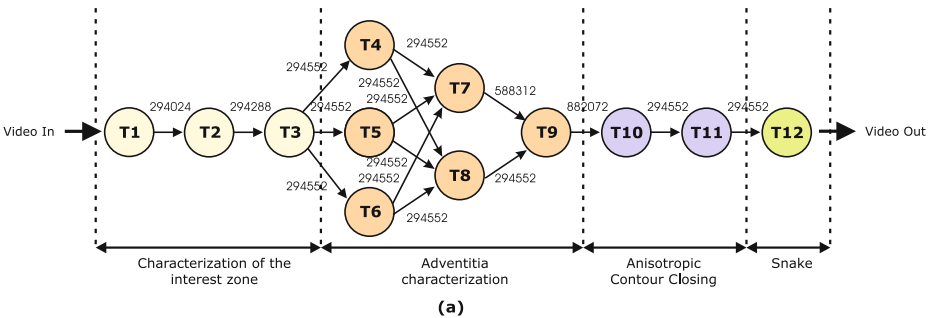 T4
294552
294552
T7
294552
588312
294552
294024
294288
294552
882072
294552
294552
Video In
T1
T2
T3
T5
T9
T10
T11
T12
Video Out
294552
T8
294552
294552
294552
T6
294552
Characterization of the
interest zone
Adventitia
characterization
Anisotropic
Contour Closing
Snake
(a)